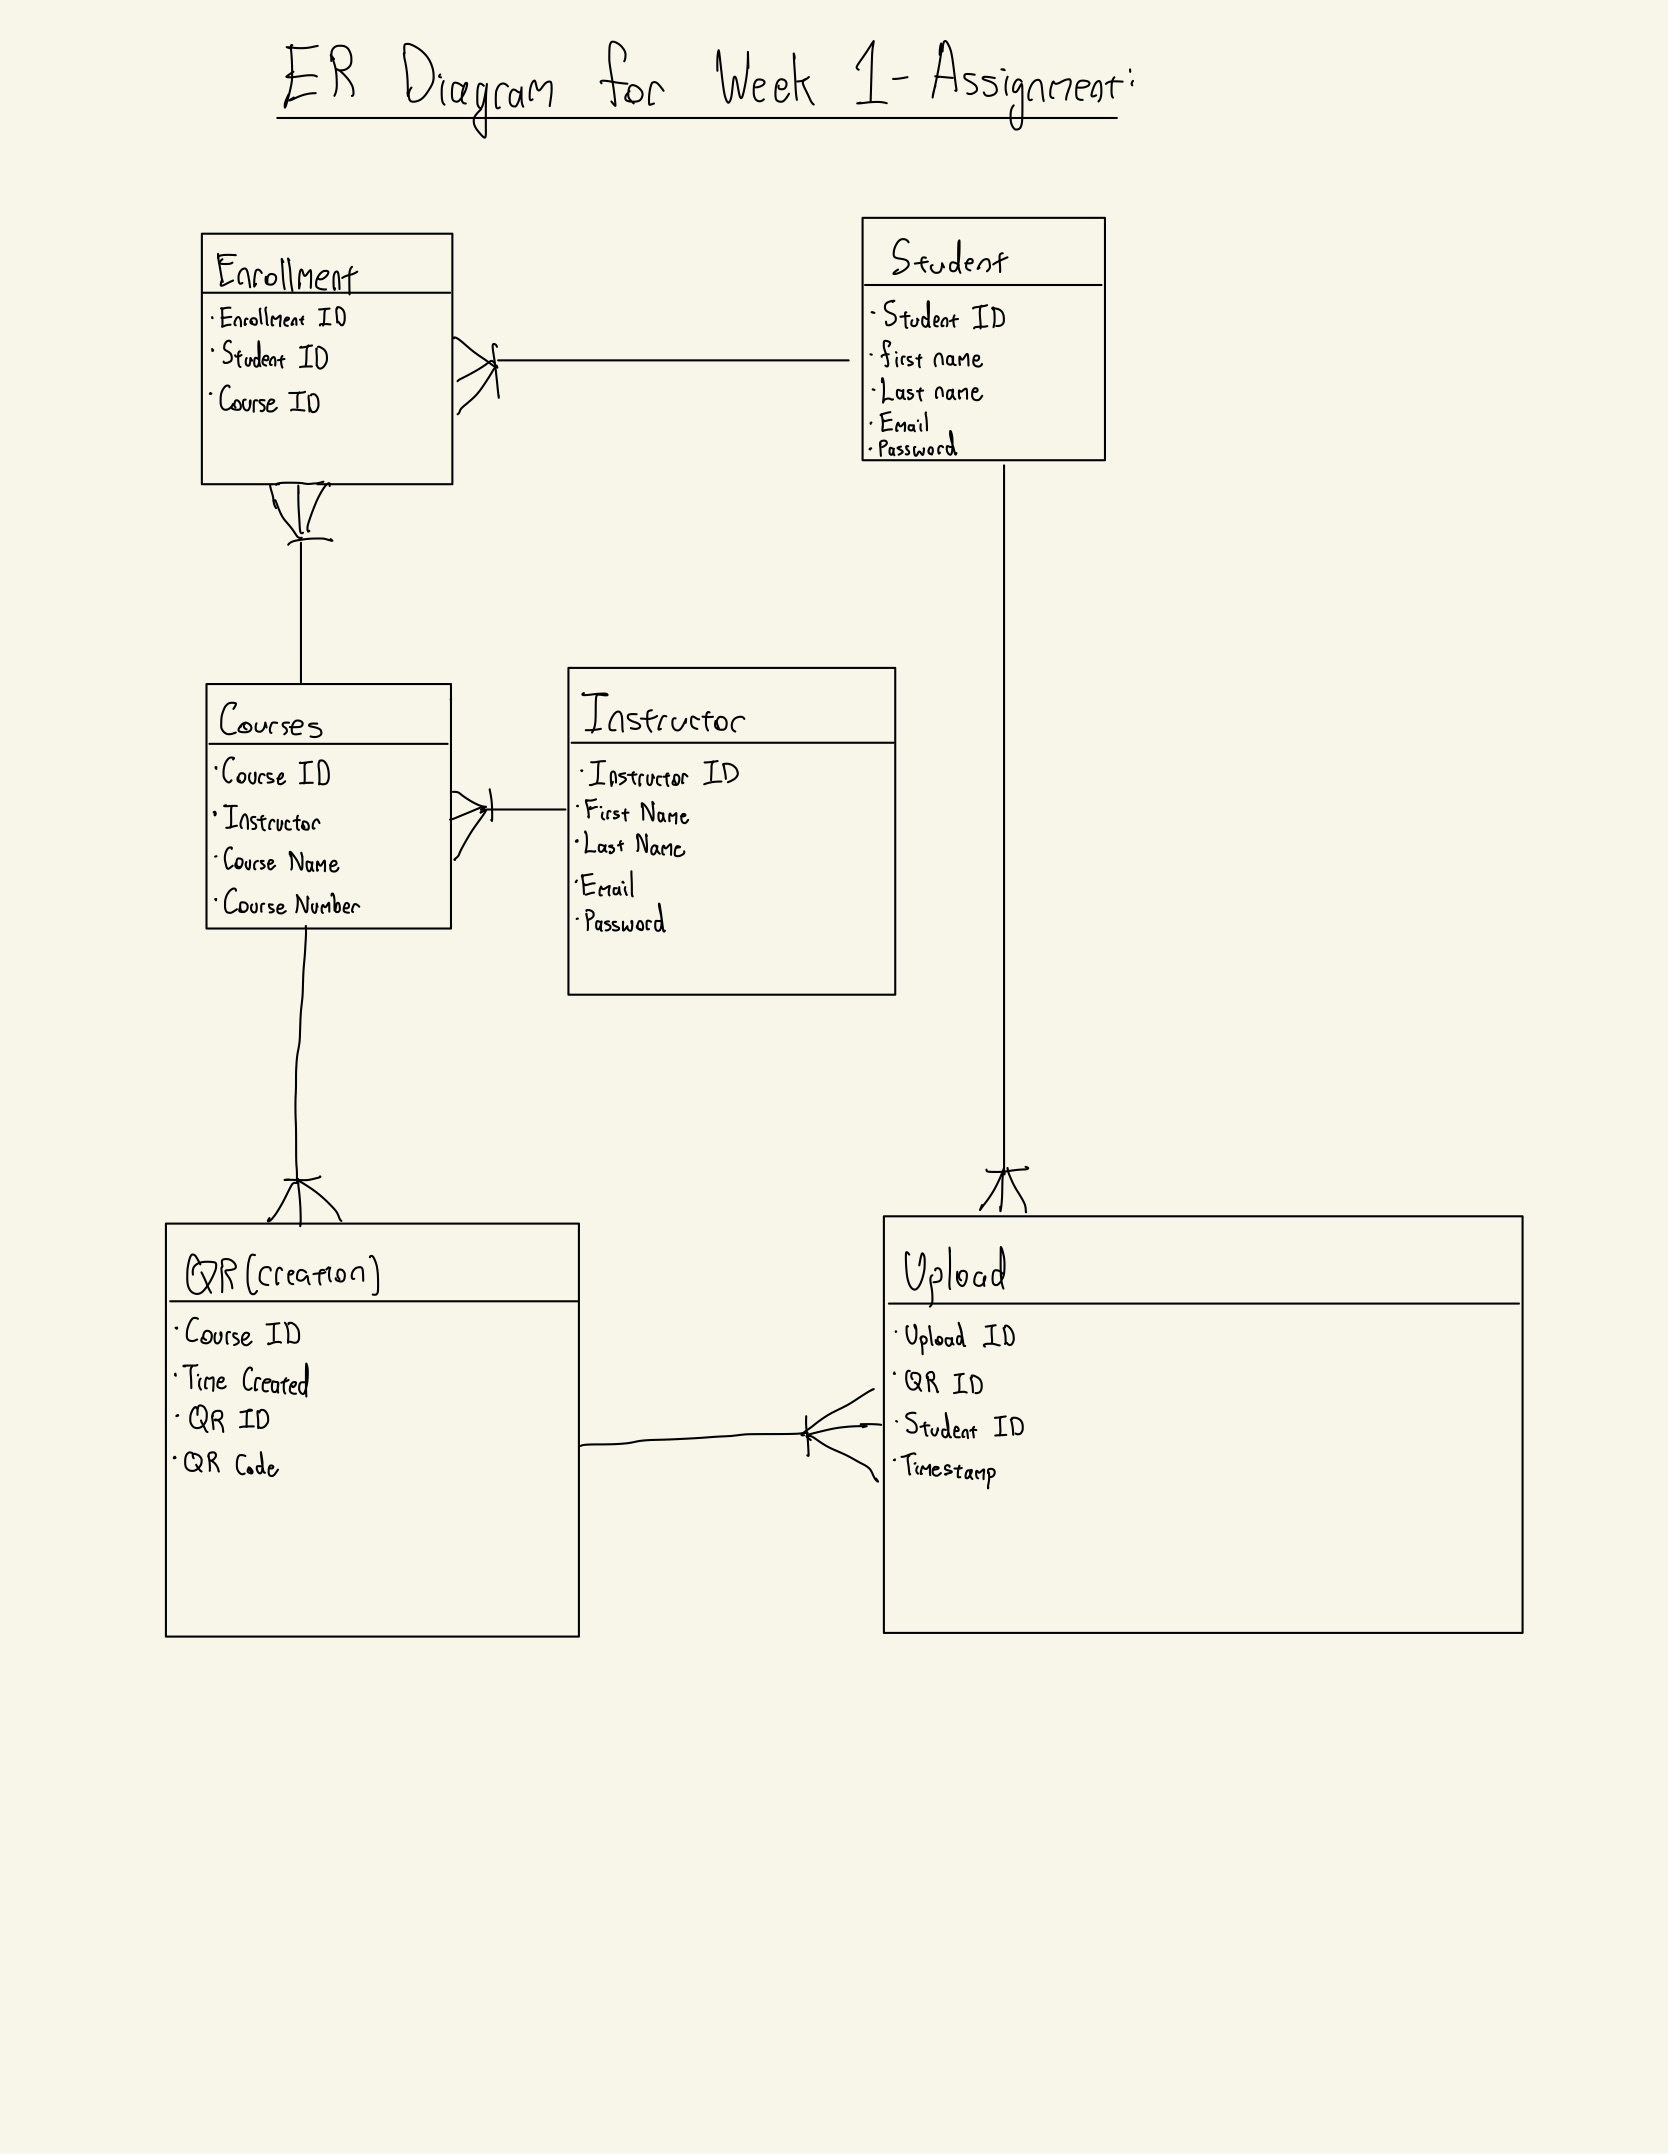 ER Diagram for Week 1- Assignment:
Enrollment
· Enrollment ID
· Student ID
· Course ID
Student
· Student ID
· first name
· Last name
· Email
· Password
Courses
· Course ID
· Instructor
· Course Name
· Course Number
Instructor
· Instructor ID
· First Name
· Last Name
· Email
· Password
QR (creation)
· Course ID
· Time Created
· QR ID
· QR Code
Upload
· Upload ID
· QR ID
· Student ID
· Timestamp